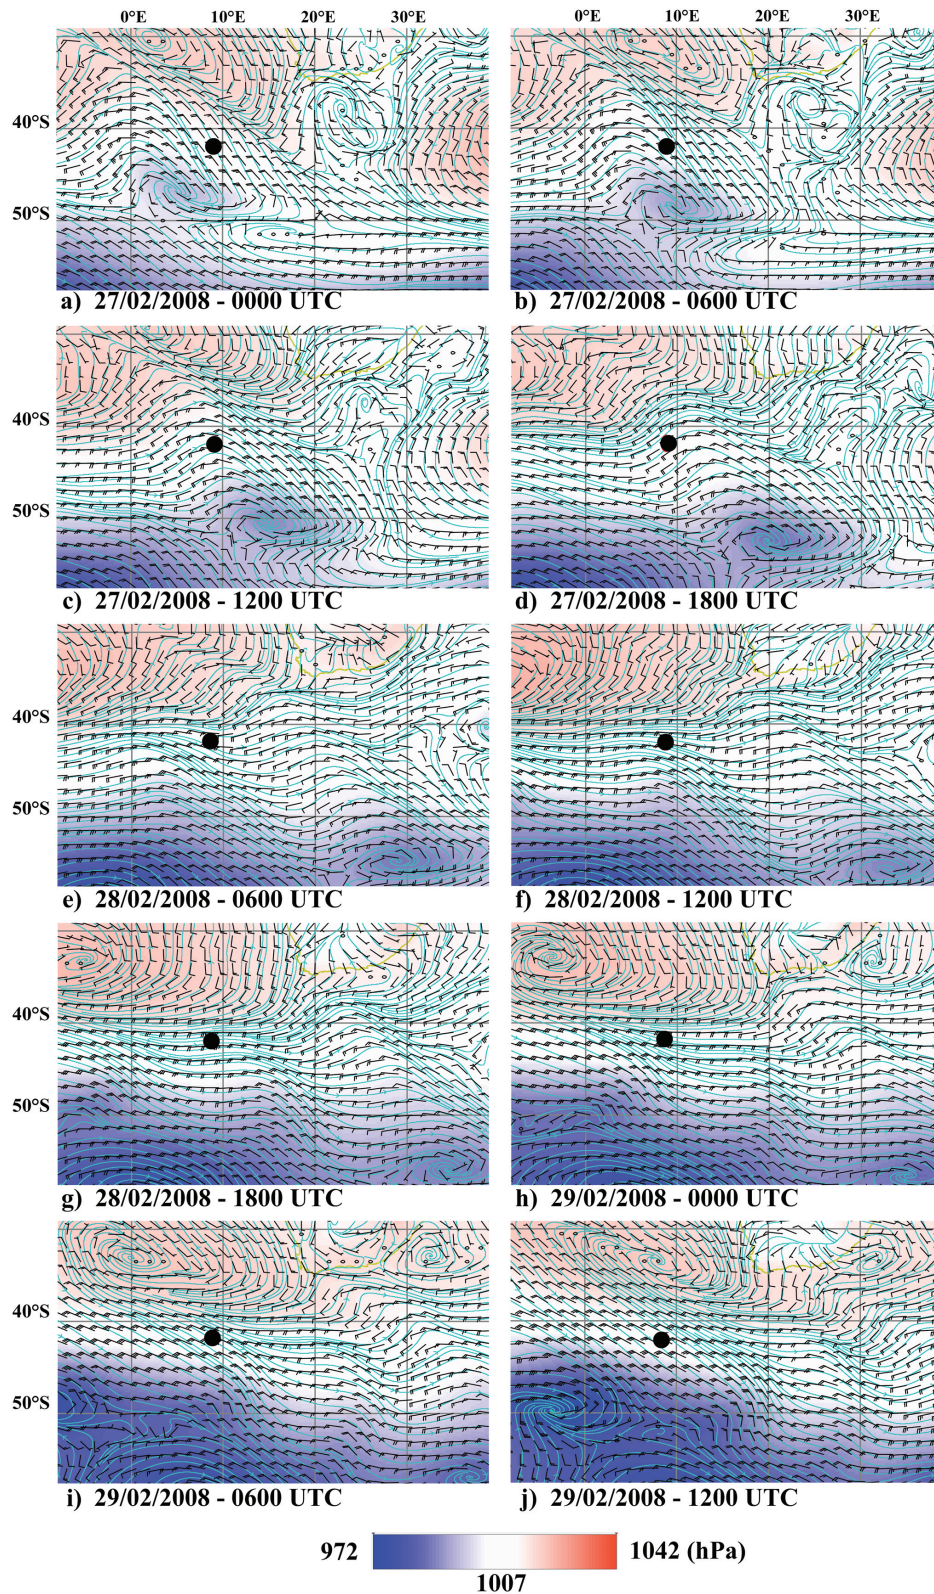 0°E 10°E 20°E 30°E 0°E 10°E 20°E 30°E
40°S
50°S
a) 27/02/2008 - 0000 UTC b) 27/02/2008 - 0600 UTC
40°S
50°S
c) 27/02/2008 - 1200 UTC d) 27/02/2008 - 1800 UTC
40°S
50°S
e) 28/02/2008 - 0600 UTC f) 28/02/2008 - 1200 UTC
40°S
50°S
g) 28/02/2008 - 1800 UTC h) 29/02/2008 - 0000 UTC
40°S
50°S
i) 29/02/2008 - 0600 UTC j) 29/02/2008 - 1200 UTC
972 1042 (hPa)
1007